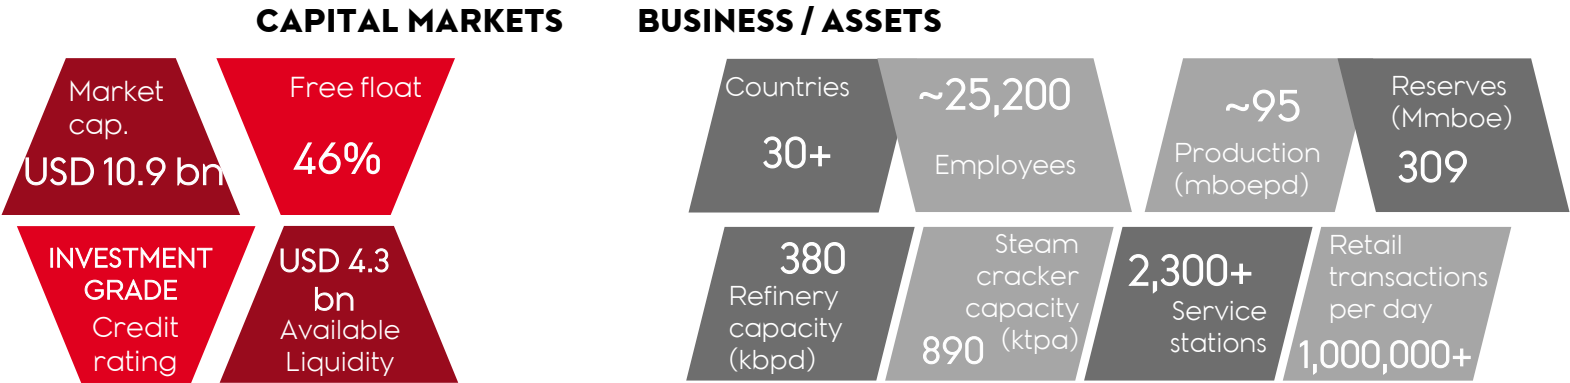 CAPITAL MARKETS
Market
cap.
USD 10.9 bn
Free float
46%
INVESTMENT
GRADE
Credit
rating
USD 4.3
bn
Available
Liquidity
BUSINESS / ASSETS
Countries
30+
~25,200
Employees
~95
Production
(mboepd)
Reserves
(Mmboe)
309
380
Refinery
capacity
(kbpd)
Steam
cracker
capacity
(ktpa)
890
2,300+
Service
stations
Retail
transactions
per day
1,000,000+